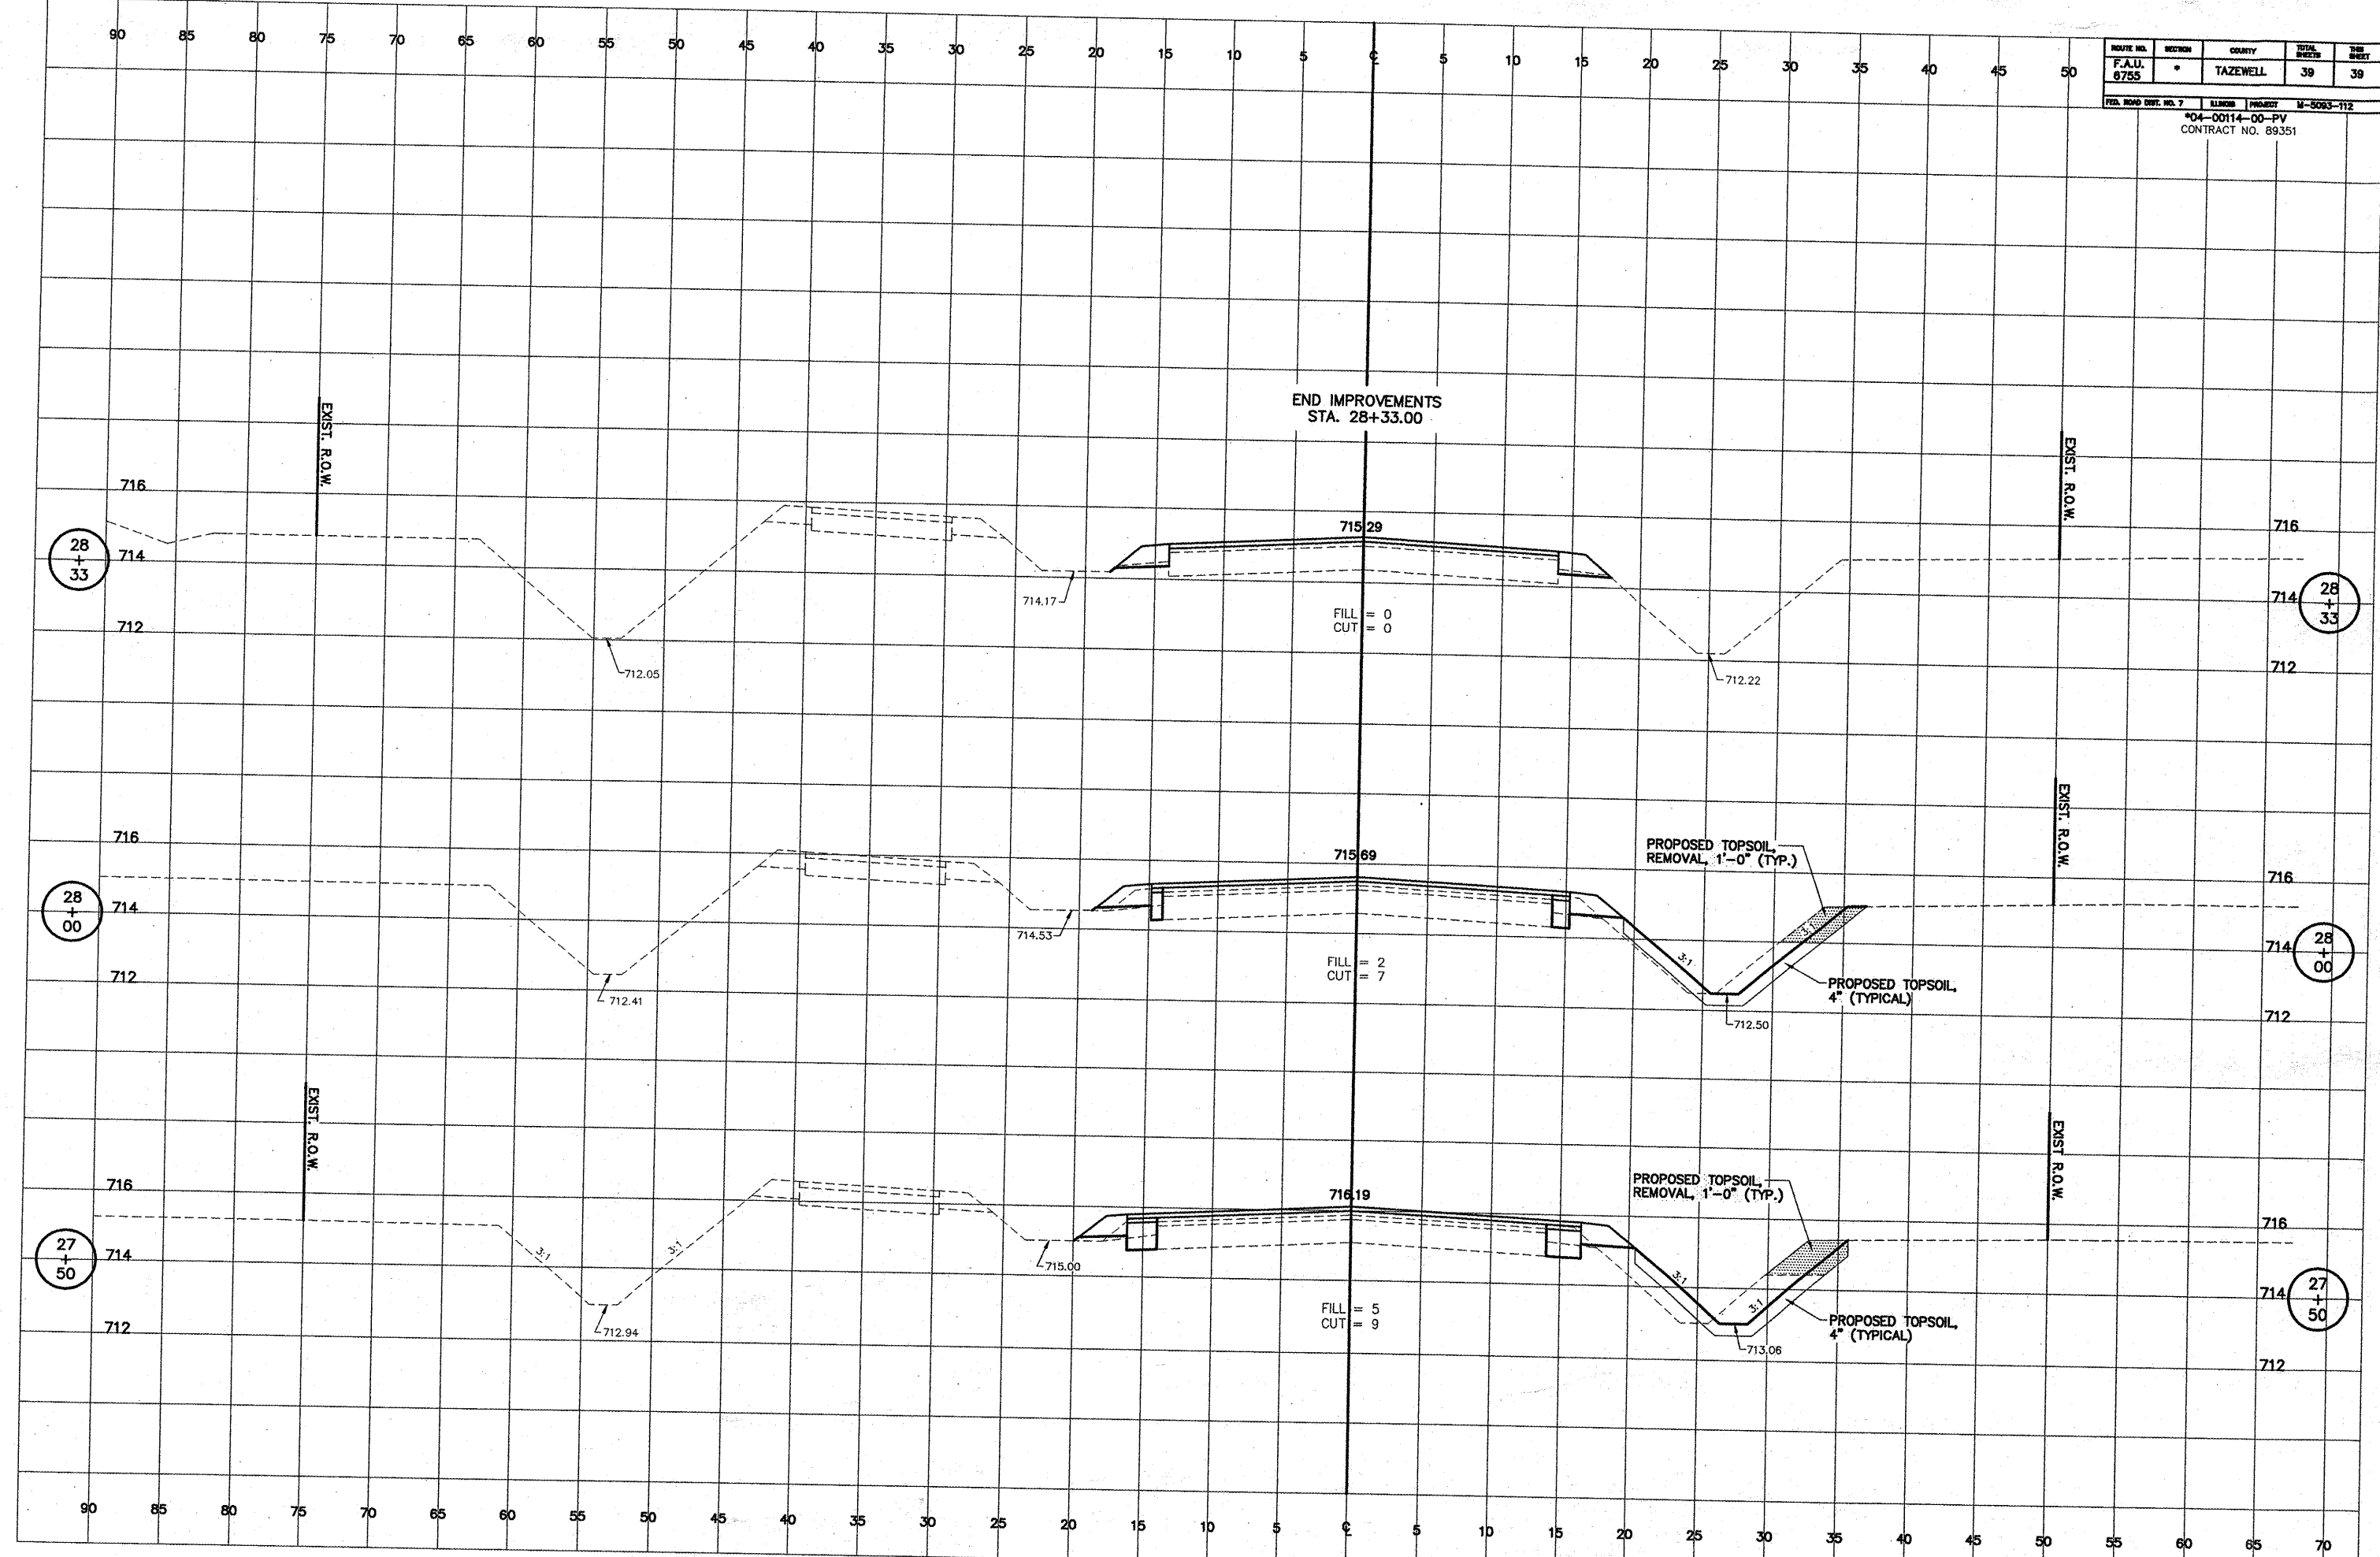 90 85 80 75 70 65 60 55 50 45 40 35 30 25 20 15 10 5 ℄ 5 10 15 20 25 30 35 40 45 50
ROUTE NO. SECTION COUNTY TOTAL SHEETS THIS SHEET
F.A.U. 6755 * TAZEWELL 39 39
FED. ROAD DIST. NO. 7 ILLINOIS PROJECT M-5093-112
*04-00114-00-PV
CONTRACT NO. 89351
END IMPROVEMENTS
STA. 28+33.00
EXIST. R.O.W.
EXIST. R.O.W.
716
715.29
716
28 + 33
714
714.17
714
28 + 33
FILL = 0
CUT = 0
712
712.05
712.22
712
EXIST. R.O.W.
716
715.69
PROPOSED TOPSOIL,
REMOVAL, 1'-0" (TYP.)
716
28 + 00
714
714.53
3:1
3:1
714
28 + 00
FILL = 2
CUT = 7
712
712.41
712.50
PROPOSED TOPSOIL,
4" (TYPICAL)
712
EXIST. R.O.W.
EXIST R.O.W.
716
716.19
PROPOSED TOPSOIL,
REMOVAL, 1'-0" (TYP.)
716
27 + 50
714
3:1
3:1
715.00
3:1
3:1
714
27 + 50
FILL = 5
CUT = 9
712
712.94
713.06
PROPOSED TOPSOIL,
4" (TYPICAL)
712
90 85 80 75 70 65 60 55 50 45 40 35 30 25 20 15 10 5 ℄ 5 10 15 20 25 30 35 40 45 50 55 60 65 70